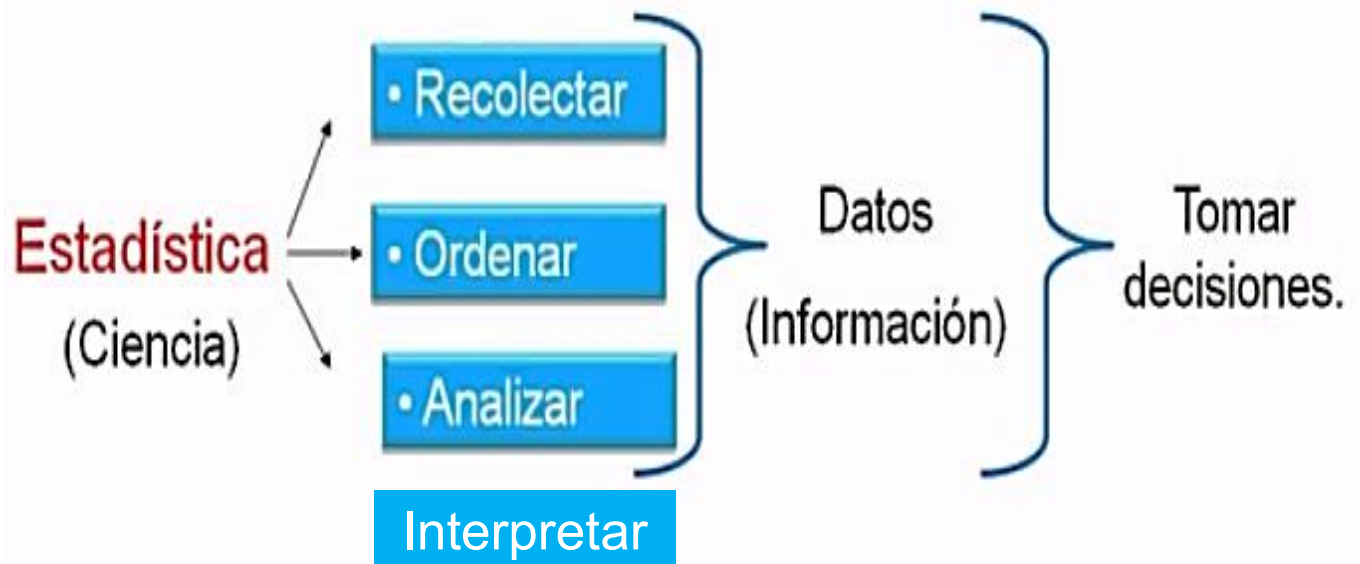 • Recolectar
Estadística
(Ciencia)
• Ordenar
• Analizar
Interpretar
Datos
(Información)
Tomar
decisiones.